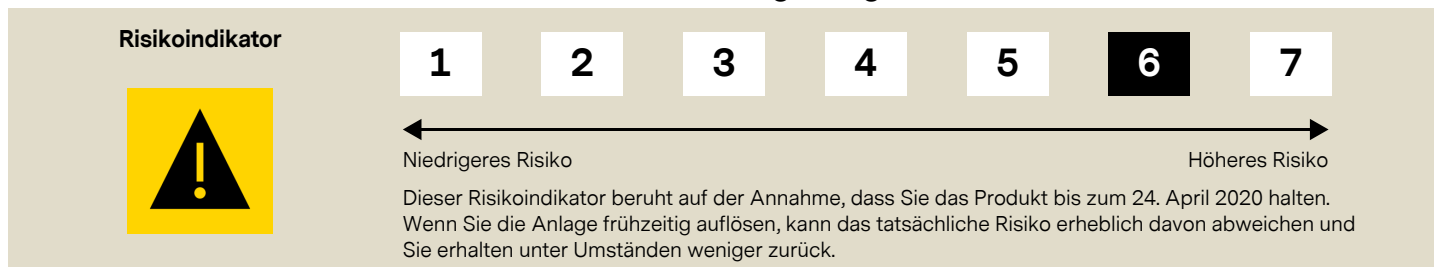 Risikoindikator
1 2 3 4 5 6 7
Niedrigeres Risiko
Höheres Risiko
Dieser Risikoindikator beruht auf der Annahme, dass Sie das Produkt bis zum 24. April 2020 halten.
Wenn Sie die Anlage frühzeitig auflösen, kann das tatsächliche Risiko erheblich davon abweichen und
Sie erhalten unter Umständen weniger zurück.